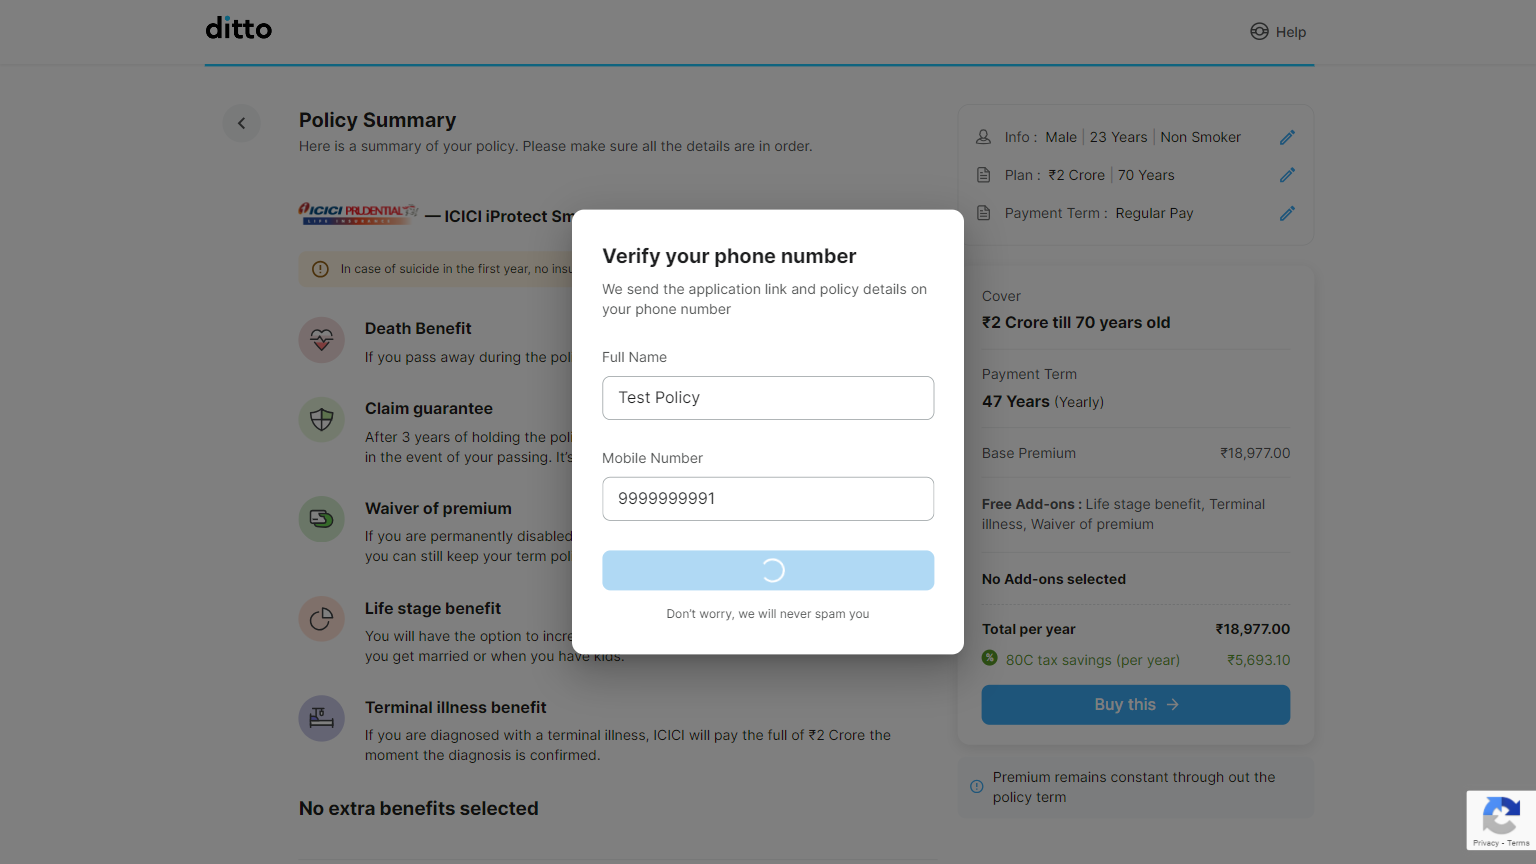 ditto
Help
Policy Summary
Here is a summary of your policy. Please make sure all the details are in order.
ICICI PRUDENTIAL
LIFE INSURANCE
— ICICI iProtect Sm
In case of suicide in the first year, no insu
Death Benefit
If you pass away during the pol
Claim guarantee
After 3 years of holding the poli
in the event of your passing. It's
Waiver of premium
If you are permanently disabled
you can still keep your term pol
Life stage benefit
You will have the option to incre
you get married or when you have kids.
Terminal illness benefit
If you are diagnosed with a terminal illness, ICICI will pay the full of ₹2 Crore the
moment the diagnosis is confirmed.
No extra benefits selected
Verify your phone number
We send the application link and policy details on
your phone number
Full Name
Test Policy
Mobile Number
9999999991
Don't worry, we will never spam you
Info : Male | 23 Years | Non Smoker
Plan : ₹2 Crore | 70 Years
Payment Term : Regular Pay
Cover
₹2 Crore till 70 years old
Payment Term
47 Years (Yearly)
Base Premium ₹18,977.00
Free Add-ons : Life stage benefit, Terminal
illness, Waiver of premium
No Add-ons selected
Total per year ₹18,977.00
80C tax savings (per year) ₹5,693.10
Buy this →
Premium remains constant through out the
policy term
Privacy - Terms